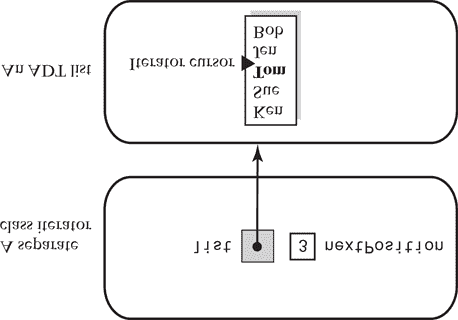 A separate
class iterator
list
3 nextPosition
Ken
Sue
Tom
Jen
Bob
Iterator cursor
An ADT list